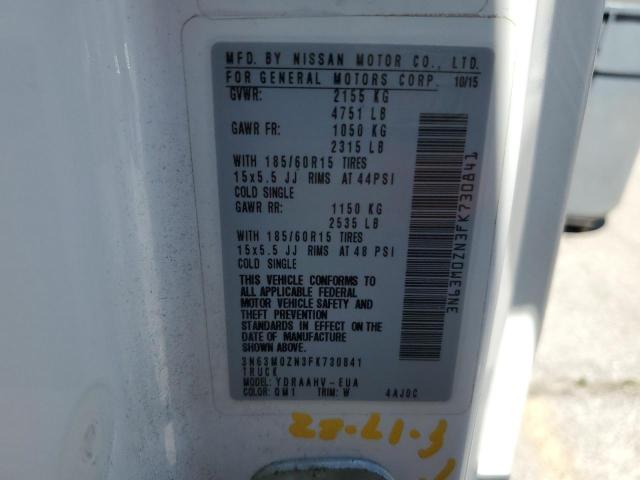 MFD. BY NISSAN MOTOR CO., LTD.
FOR GENERAL MOTORS CORP. 10/15
GVWR: 2155 KG
4751 LB
GAWR FR: 1050 KG
2315 LB
WITH 185/60R15 TIRES
15x5.5 JJ RIMS AT 44PSI
COLD SINGLE
GAWR RR: 1150 KG
2535 LB
WITH 185/60R15 TIRES
15x5.5 JJ RIMS AT 48 PSI
COLD SINGLE
THIS VEHICLE CONFORMS TO
ALL APPLICABLE FEDERAL
MOTOR VEHICLE SAFETY AND
THEFT PREVENTION
STANDARDS IN EFFECT ON THE
DATE OF MANUFACTURE
3N63M0ZN3FK730841
TRUCK
MODEL: YDRAAHV-EUA
COLOR: QM1 TRIM: W 4AJ0C
3N63M0ZN3FK730841